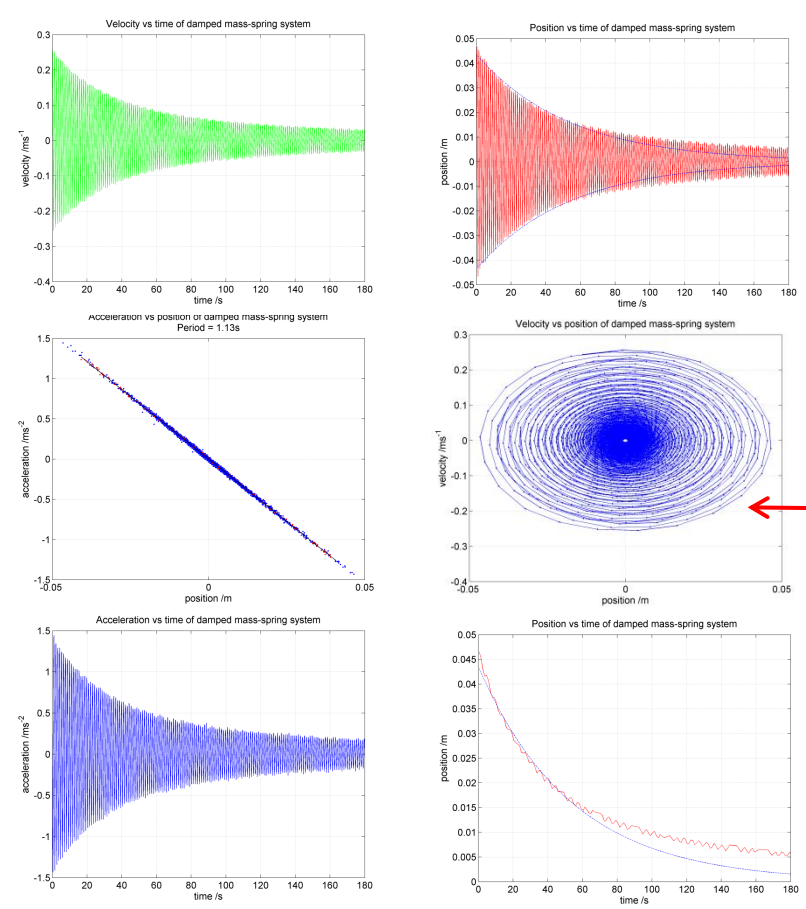 Velocity vs time of damped mass-spring system
0.3
0.2
0.1
0
-0.1
-0.2
-0.3
-0.4
velocity /ms-1
0 20 40 60 80 100 120 140 160 180
time /s
Position vs time of damped mass-spring system
0.05
0.04
0.03
0.02
0.01
0
-0.01
-0.02
-0.03
-0.04
-0.05
position /m
0 20 40 60 80 100 120 140 160 180
time /s
Acceleration vs position of damped mass-spring system
Period = 1.13s
1.5
1
0.5
0
-0.5
-1
-1.5
acceleration /ms-2
-0.05 0 0.05
position /m
Velocity vs position of damped mass-spring system
0.3
0.2
0.1
0
-0.1
-0.2
-0.3
-0.4
velocity /ms-1
-0.05 0 0.05
position /m
Acceleration vs time of damped mass-spring system
1.5
1
0.5
0
-0.5
-1
-1.5
acceleration /ms-2
0 20 40 60 80 100 120 140 160 180
time /s
Position vs time of damped mass-spring system
0.05
0.045
0.04
0.035
0.03
0.025
0.02
0.015
0.01
0.005
0
position /m
0 20 40 60 80 100 120 140 160 180
time /s